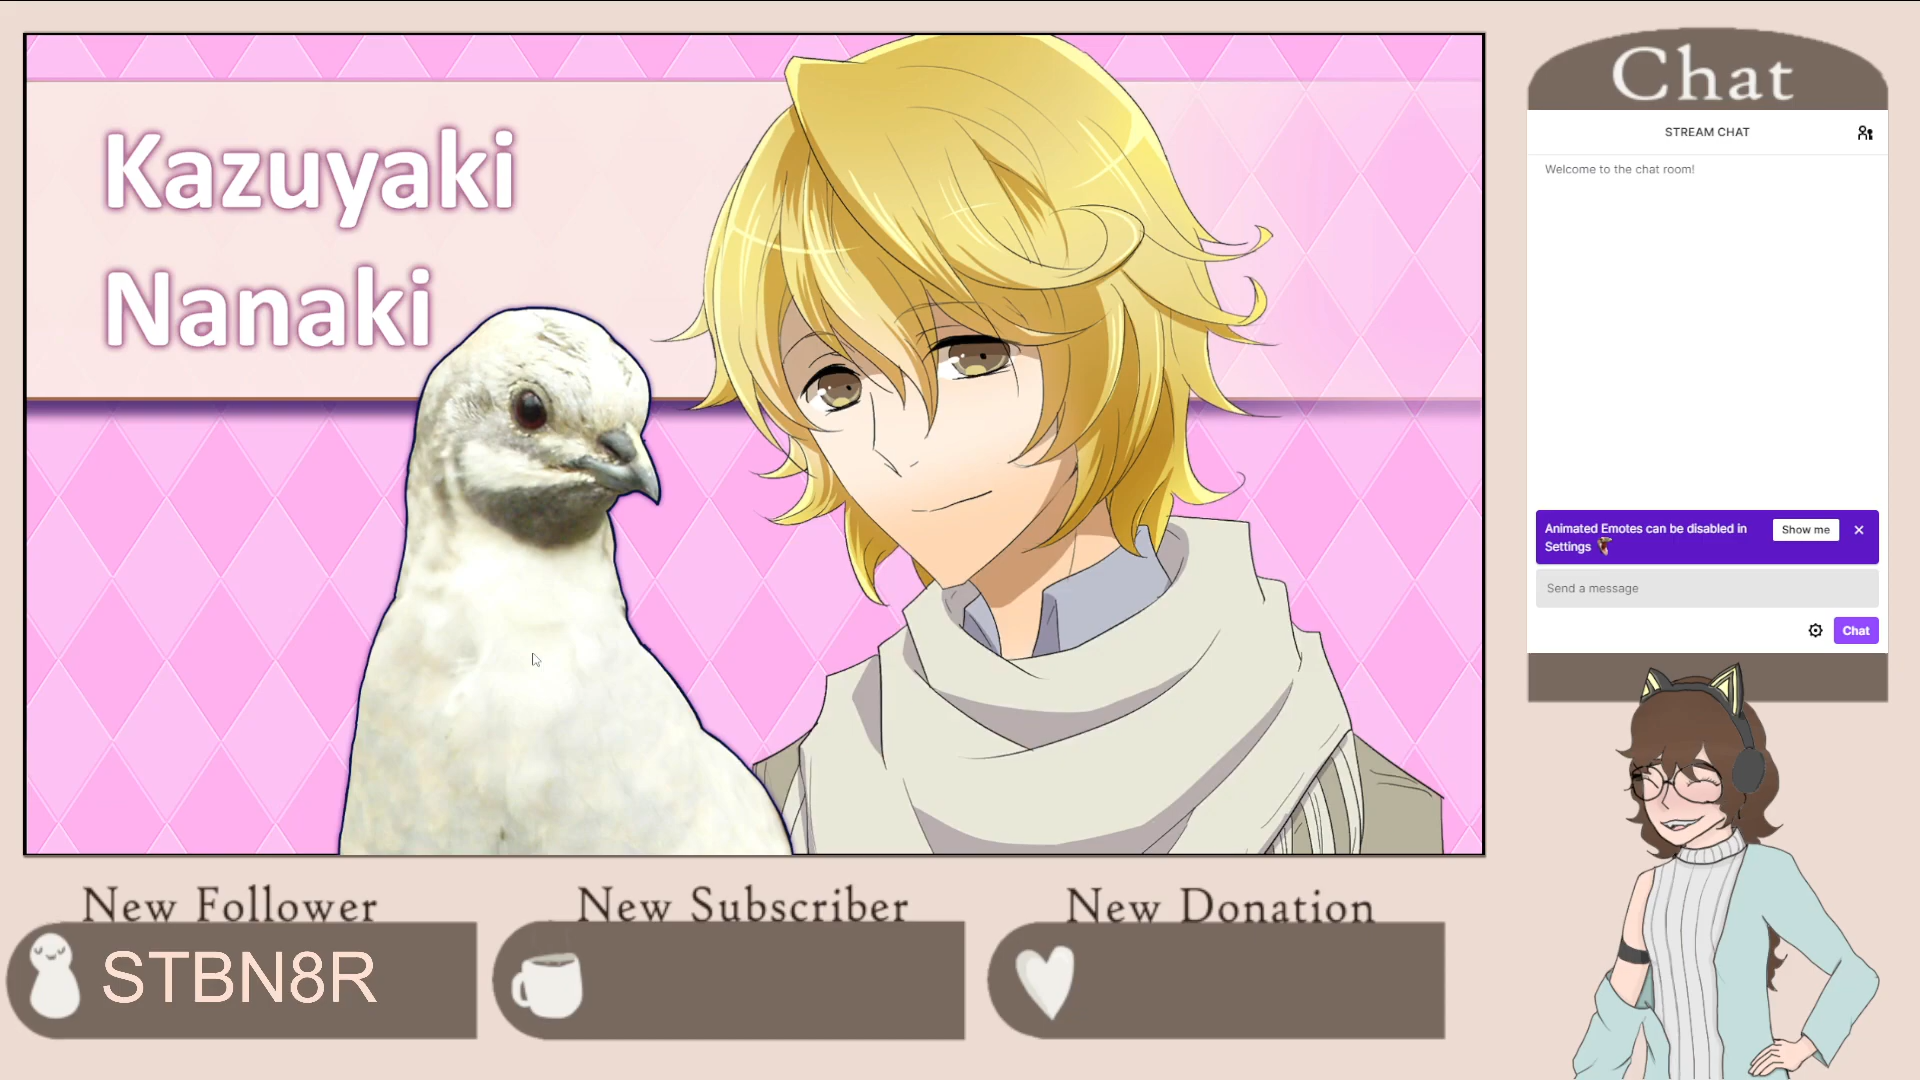 Kazuyaki
Nanaki
Chat
STREAM CHAT
Welcome to the chat room!
Animated Emotes can be disabled in
Settings
Show me
Send a message
Chat
New Follower
STBN8R
New Subscriber
New Donation